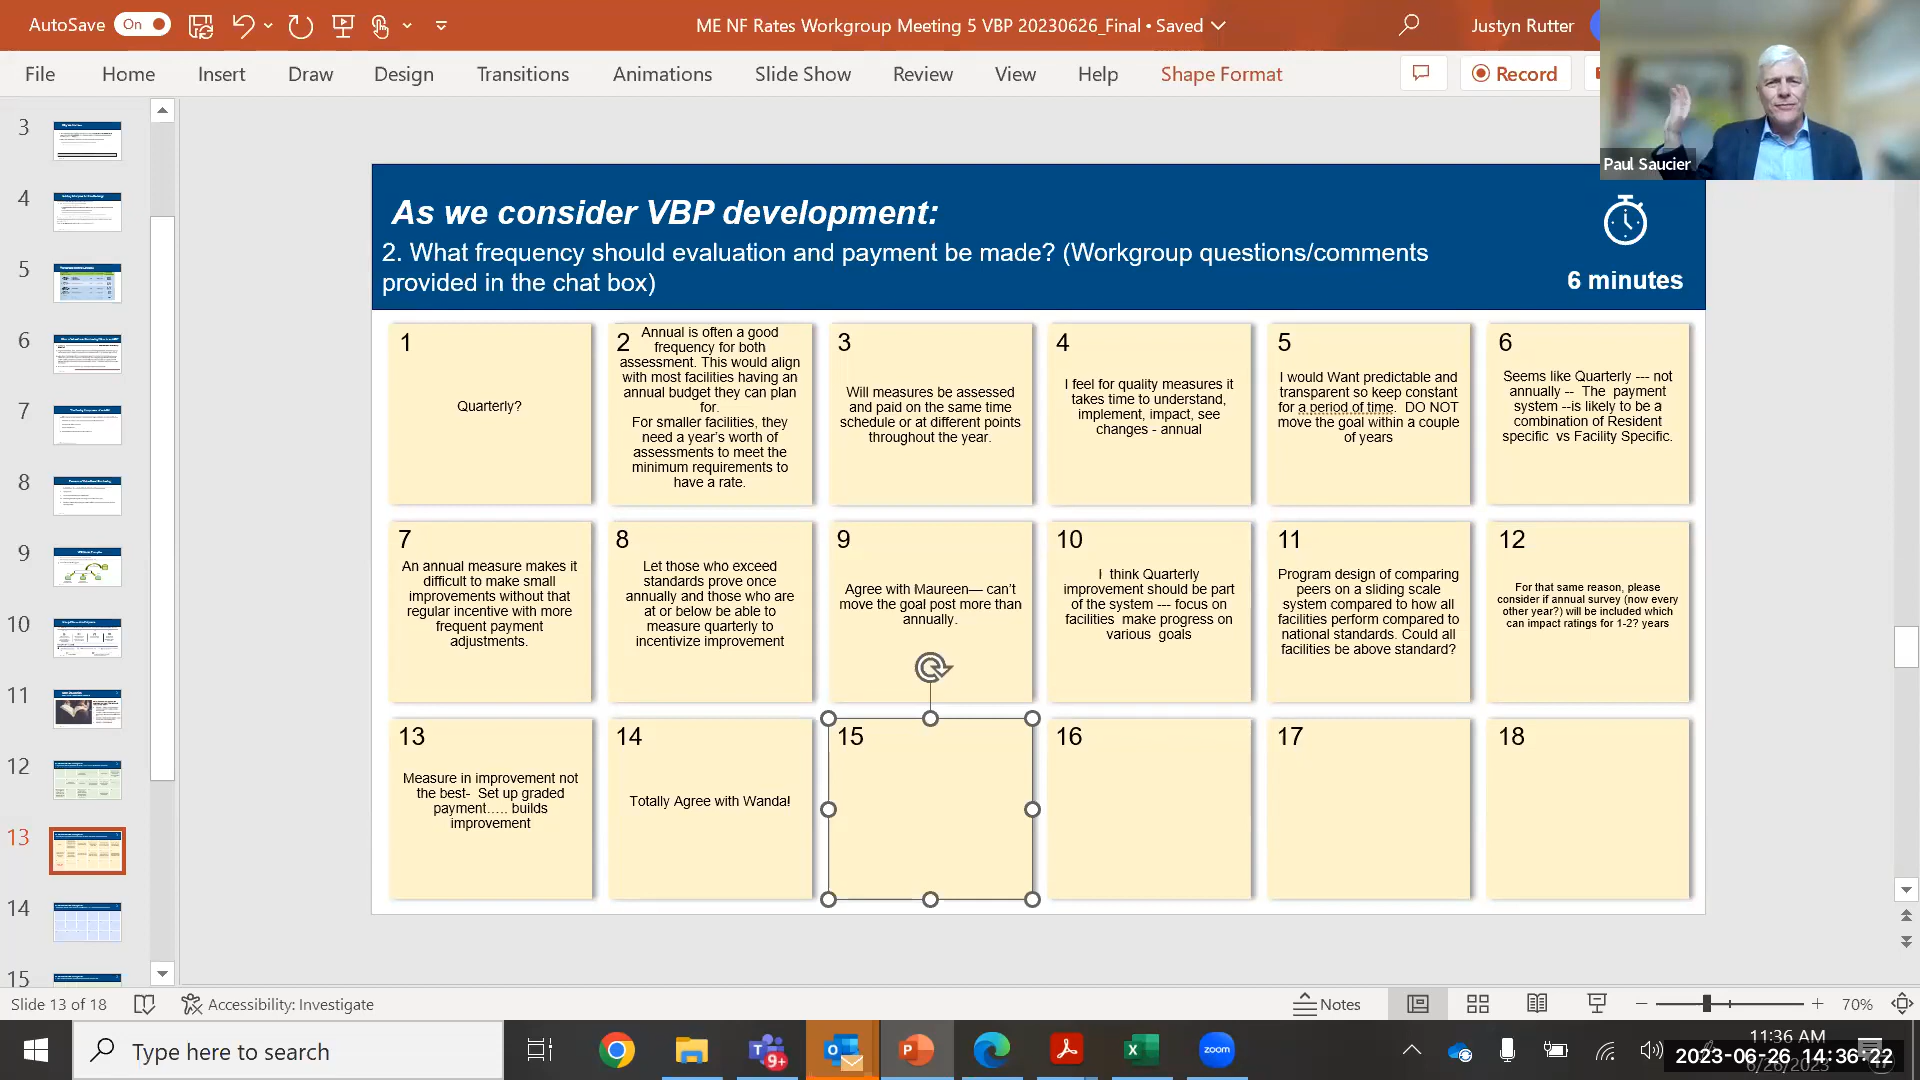 AutoSave On
ME NF Rates Workgroup Meeting 5 VBP 20230626_Final • Saved
Justyn Rutter
File Home Insert Draw Design Transitions Animations Slide Show Review View Help Shape Format
Record
Paul Saucier
As we consider VBP development:
2. What frequency should evaluation and payment be made? (Workgroup questions/comments
provided in the chat box)
6 minutes
1
Quarterly?
2
Annual is often a good
frequency for both
assessment. This would align
with most facilities having an
annual budget they can plan
for.
For smaller facilities, they
need a year's worth of
assessments to meet the
minimum requirements to
have a rate.
3
Will measures be assessed
and paid on the same time
schedule or at different points
throughout the year.
4
I feel for quality measures it
takes time to understand,
implement, impact, see
changes - annual
5
I would Want predictable and
transparent so keep constant
for a period of time. DO NOT
move the goal within a couple
of years
6
Seems like Quarterly --- not
annually -- The payment
system --is likely to be a
combination of Resident
specific vs Facility Specific.
7
An annual measure makes it
difficult to make small
improvements without that
regular incentive with more
frequent payment
adjustments.
8
Let those who exceed
standards prove once
annually and those who are
at or below be able to
measure quarterly to
incentivize improvement
9
Agree with Maureen— can't
move the goal post more than
annually.
10
I think Quarterly
improvement should be part
of the system --- focus on
facilities make progress on
various goals
11
Program design of comparing
peers on a sliding scale
system compared to how all
facilities perform compared to
national standards. Could all
facilities be above standard?
12
For that same reason, please
consider if annual survey (now every
other year?) will be included which
can impact ratings for 1-2? years
13
Measure in improvement not
the best- Set up graded
payment..... builds
improvement
14
Totally Agree with Wanda!
15
16
17
18
3
4
5
6
7
8
9
10
11
12
13
14
15
Slide 13 of 18
Accessibility: Investigate
Notes
70%
Type here to search
9+
zoom
11:36 AM
2023-06-26 14:36:22